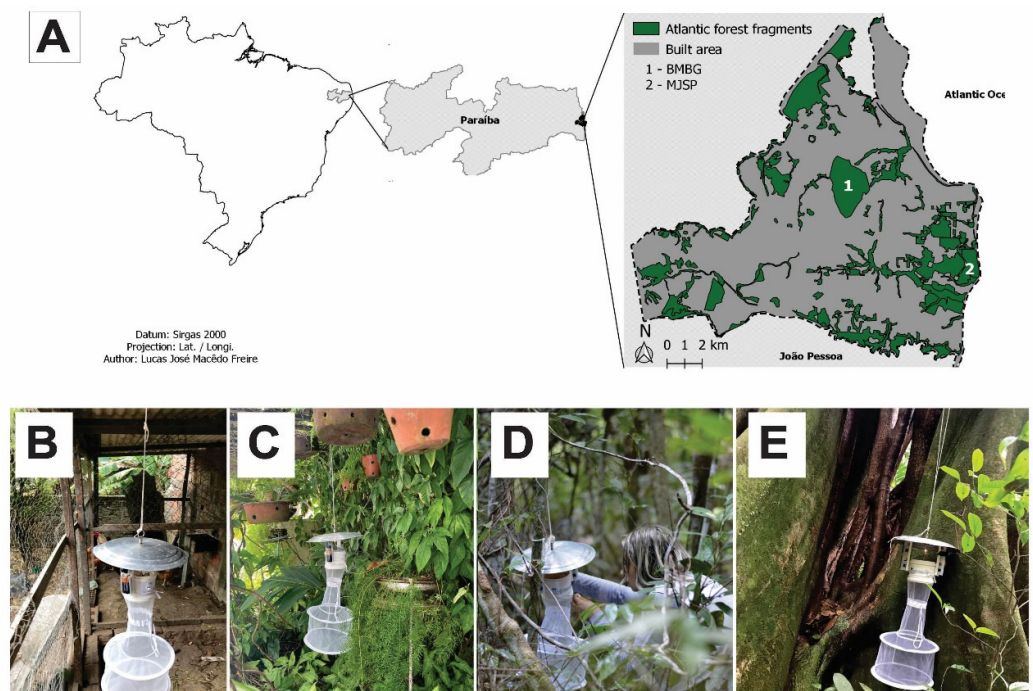 A
Paraíba
Datum: Sirgas 2000
Projection: Lat. / Longi.
Author: Lucas José Macêdo Freire
Atlantic forest fragments
Built area
1 - BMBG
2 - MJSP
Atlantic Oce
1
2
N
0 1 2 km
João Pessoa
B
C
D
E